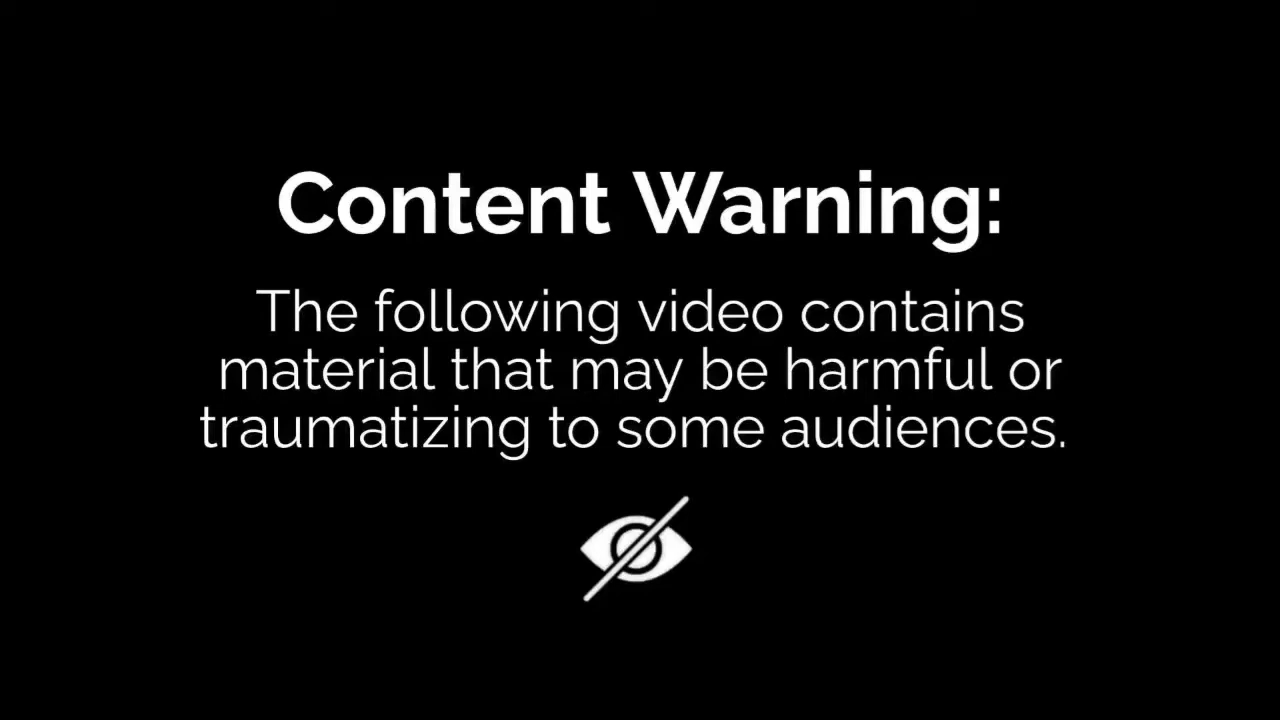 Content Warning:
The following video contains
material that may be harmful or
traumatizing to some audiences.